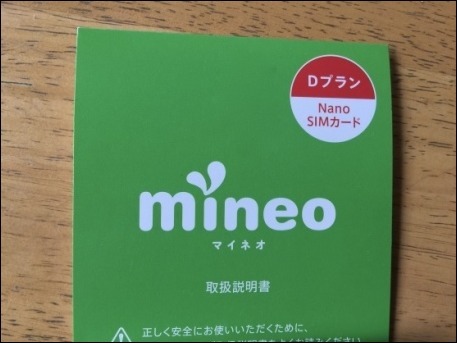 Dプラン
Nano
SIMカード
mineo
マイネオ
取扱説明書
正しく安全にお使いいただくために、